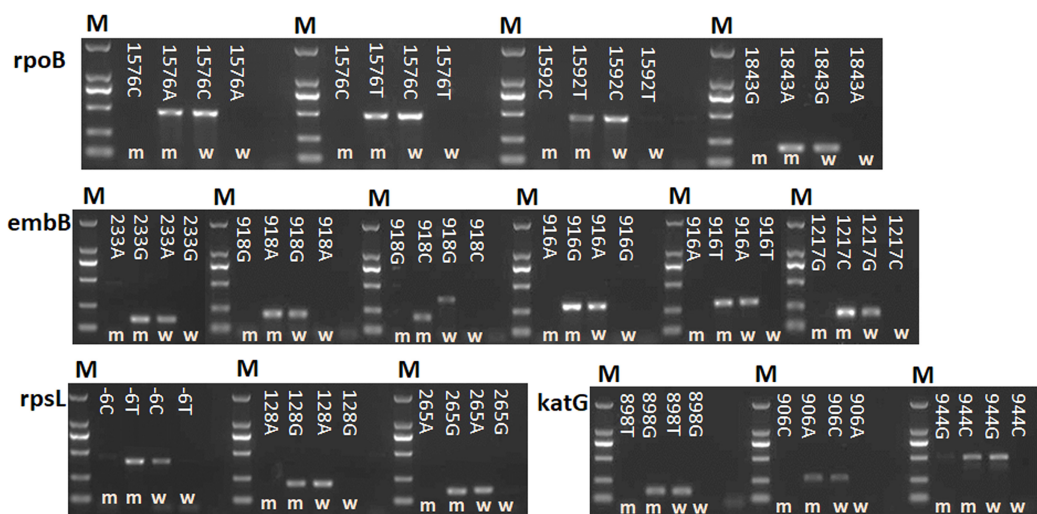 M M M M
rpoB 1576C 1576A 1576C 1576A 1576C 1576T 1576C 1576T 1592C 1592T 1592C 1592T 1843G 1843A 1843G 1843A
m m w w m m w w m m w w m m w w
M M M M M M
embB 233A 233G 233A 233G 918G 918A 918G 918A 918G 918C 918G 918C 916A 916G 916A 916G 916A 916T 916A 916T 1217G 1217C 1217G 1217C
m m w w m m w w m m w w m m w w m m w w m m w w
M M M M M M
rpsL -6C -6T -6C -6T 128A 128G 128A 128G 265A 265G 265A 265G katG 898T 898G 898T 898G 906C 906A 906C 906A 944G 944C 944G 944C
m m w w m m w w m m w w m m w w m m w w m m w w